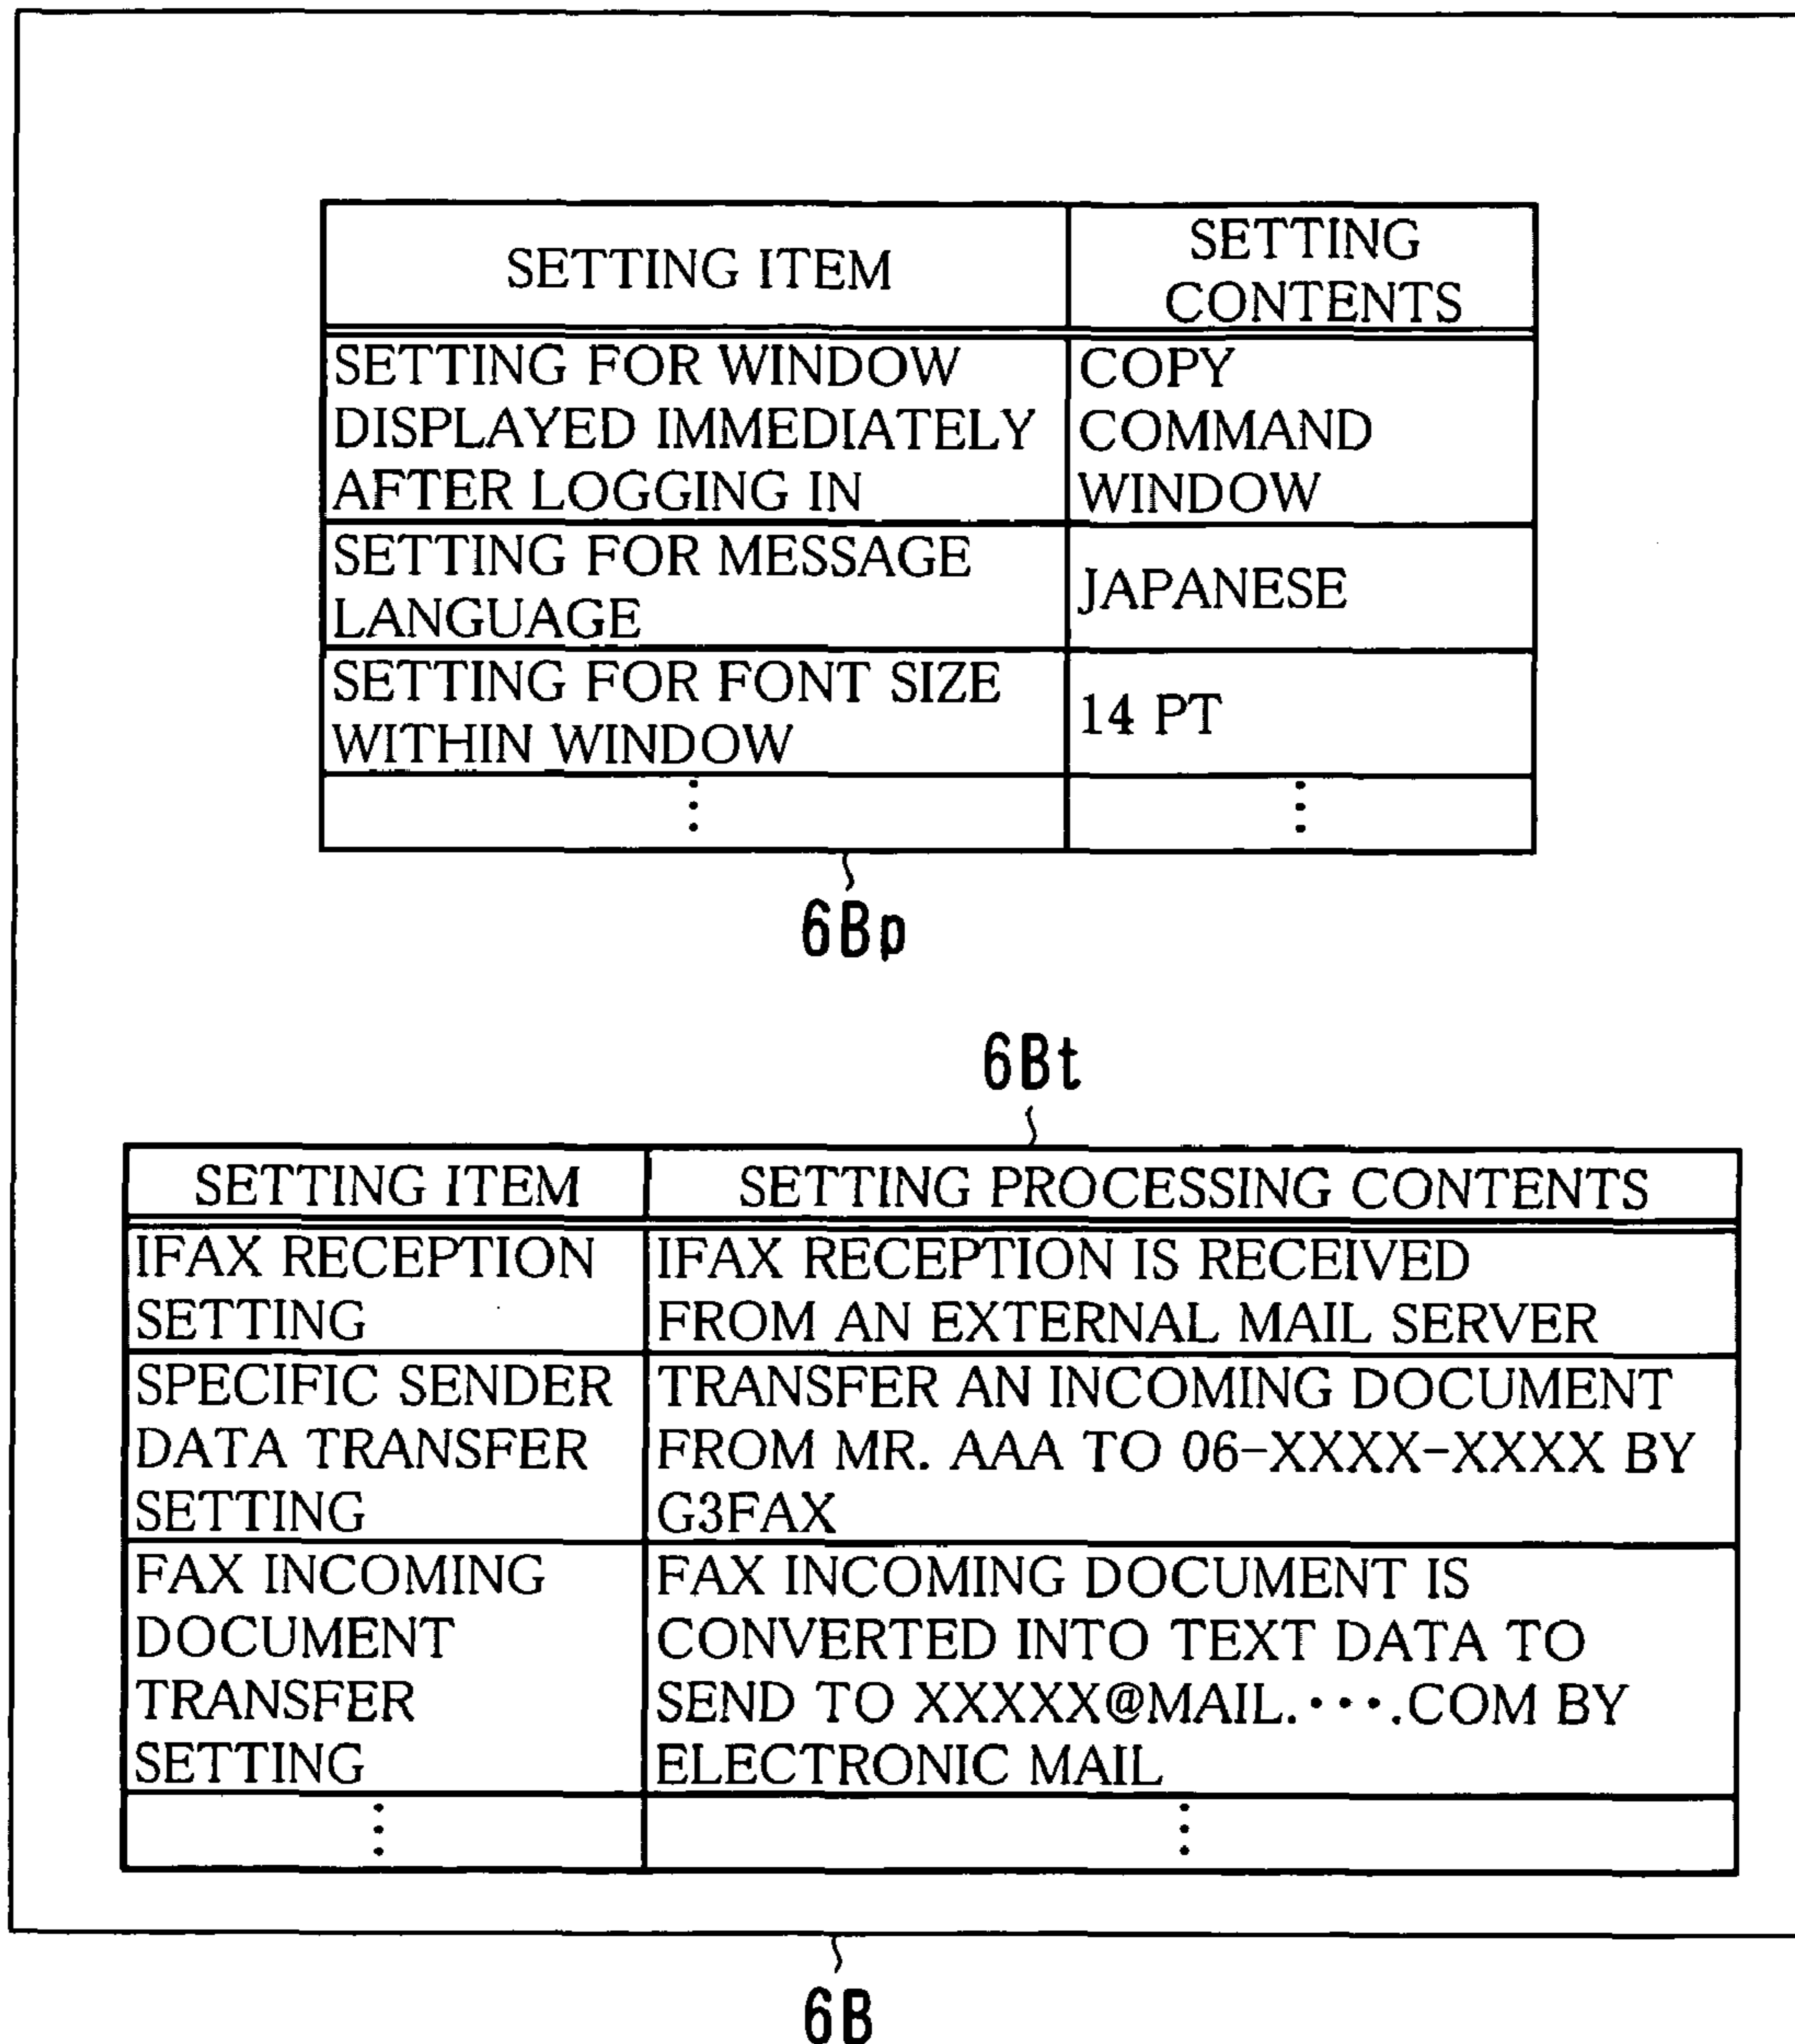 SETTING ITEM
SETTING
CONTENTS
SETTING FOR WINDOW
DISPLAYED IMMEDIATELY
AFTER LOGGING IN
COPY
COMMAND
WINDOW
SETTING FOR MESSAGE
LANGUAGE
JAPANESE
SETTING FOR FONT SIZE
WITHIN WINDOW
14 PT
⋮
⋮
6Bp
6Bt
SETTING ITEM
SETTING PROCESSING CONTENTS
IFAX RECEPTION
SETTING
IFAX RECEPTION IS RECEIVED
FROM AN EXTERNAL MAIL SERVER
SPECIFIC SENDER
DATA TRANSFER
SETTING
TRANSFER AN INCOMING DOCUMENT
FROM MR. AAA TO 06-XXXX-XXXX BY
G3FAX
FAX INCOMING
DOCUMENT
TRANSFER
SETTING
FAX INCOMING DOCUMENT IS
CONVERTED INTO TEXT DATA TO
SEND TO XXXXX@MAIL.・・・.COM BY
ELECTRONIC MAIL
⋮
⋮
6B